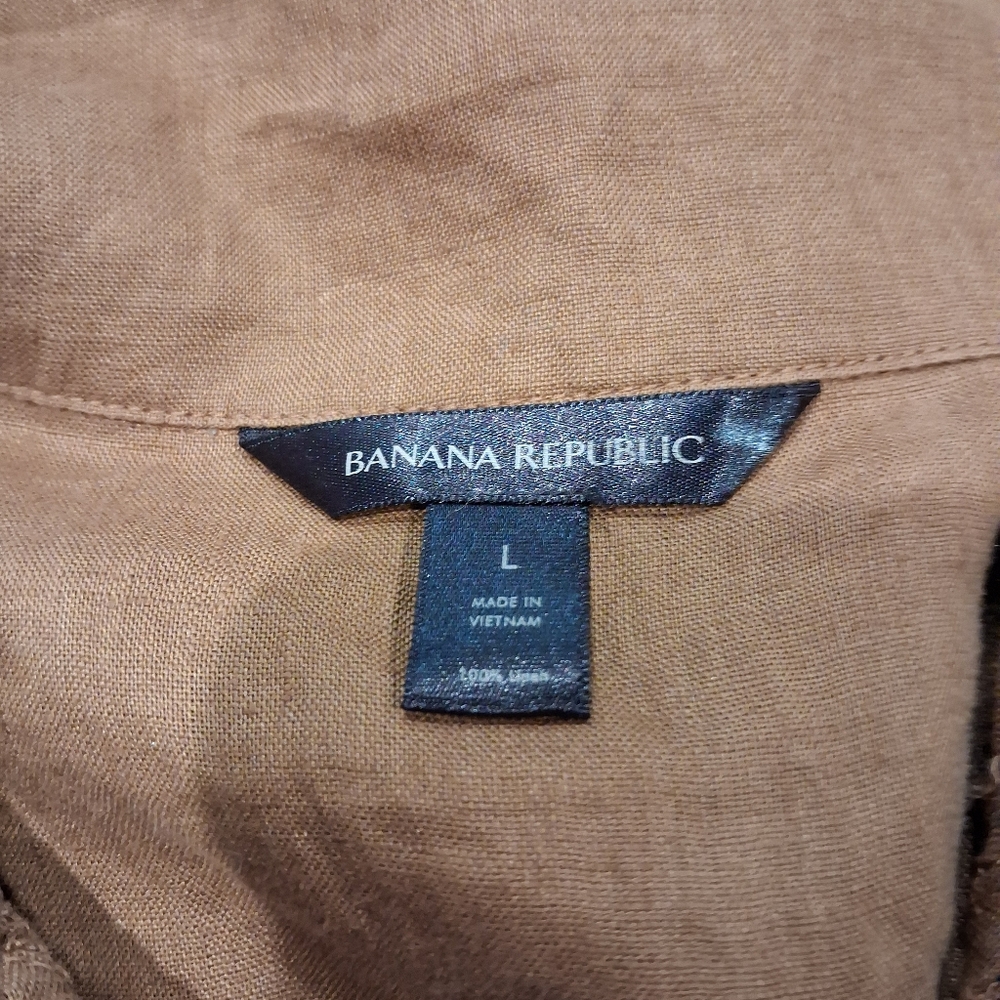 BANANA REPUBLIC
L
MADE IN
VIETNAM
100% Linen